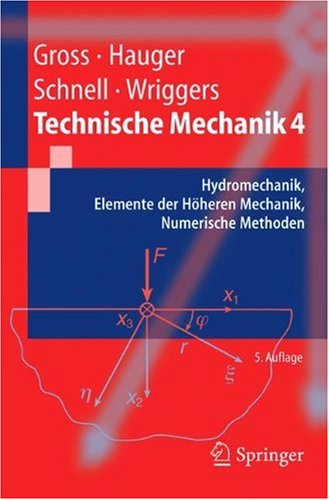 Gross · Hauger
Schnell · Wriggers
Technische Mechanik 4
Hydromechanik,
Elemente der Höheren Mechanik,
Numerische Methoden
F
x₁
x₃
φ
r
ξ
η
x₂
5. Auflage
Springer